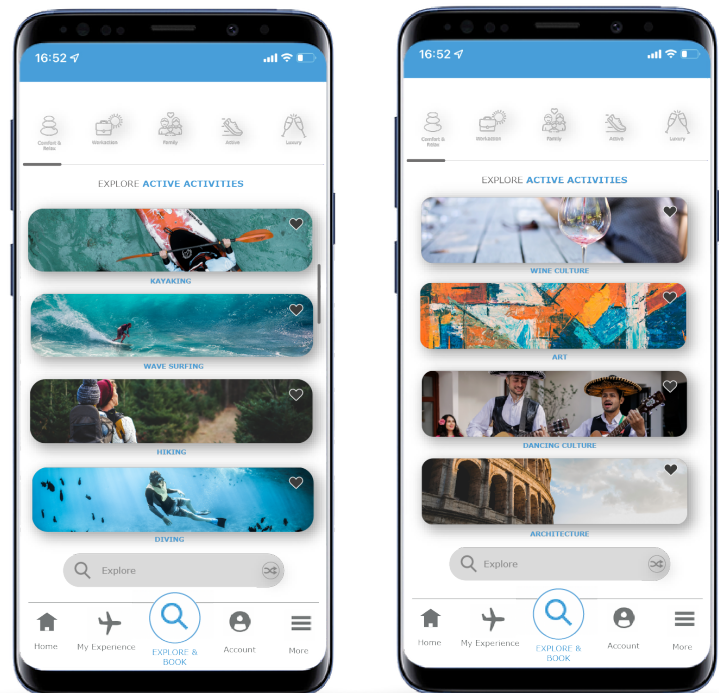 16:52
Comfort &
Relax
Workation
Family
Active
Luxury
EXPLORE ACTIVE ACTIVITIES
KAYAKING
WAVE SURFING
HIKING
DIVING
Explore
Home
My Experience
EXPLORE &
BOOK
Account
More
16:52
Comfort &
Relax
Workation
Family
Active
Luxury
EXPLORE ACTIVE ACTIVITIES
WINE CULTURE
ART
DANCING CULTURE
ARCHITECTURE
Explore
Home
My Experience
EXPLORE &
BOOK
Account
More